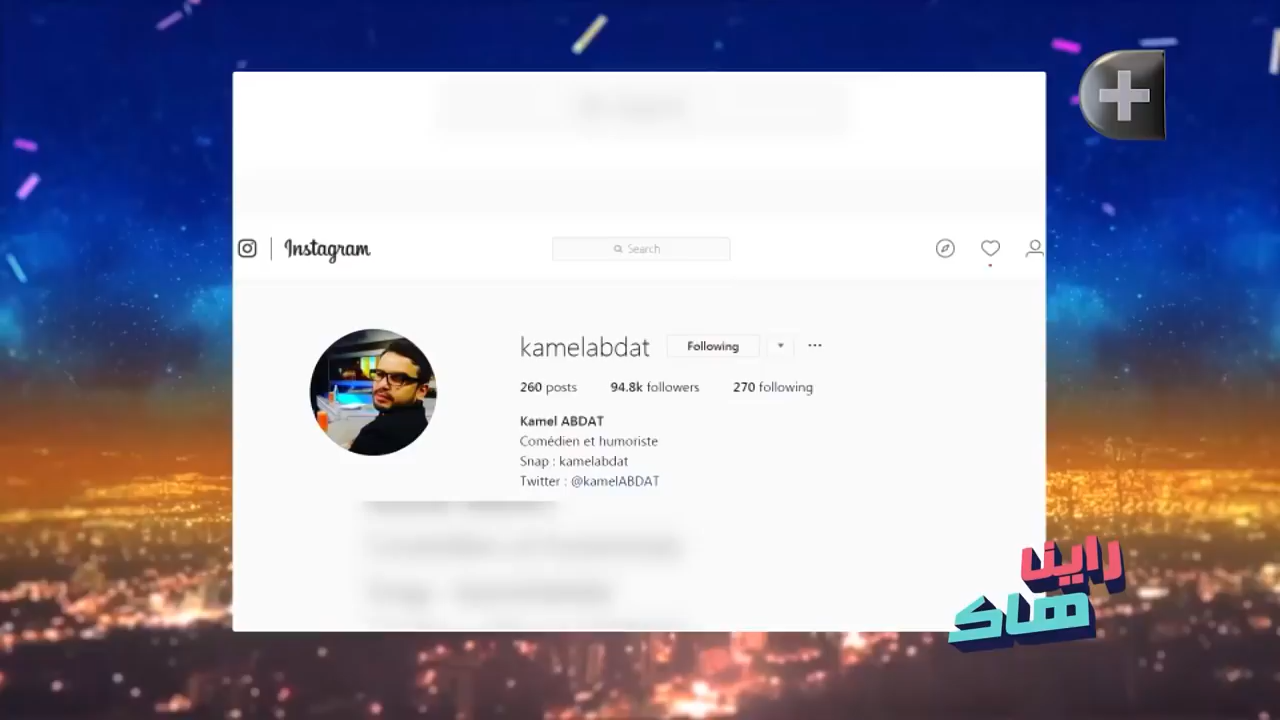 Instagram
Search
kamelabdat Following
260 posts 94.8k followers 270 following
Kamel ABDAT
Comédien et humoriste
Snap : kamelabdat
Twitter : @kamelABDAT
راينا
هاك